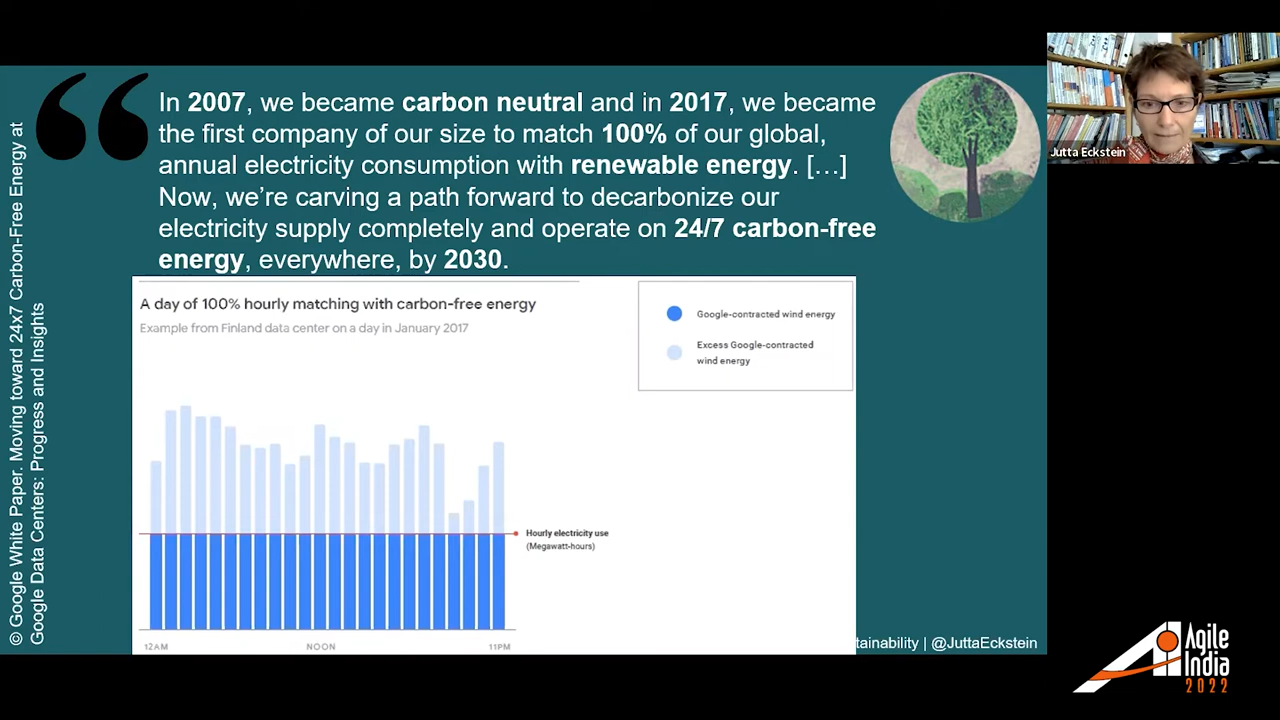 In 2007, we became carbon neutral and in 2017, we became
the first company of our size to match 100% of our global,
annual electricity consumption with renewable energy. […]
Now, we’re carving a path forward to decarbonize our
electricity supply completely and operate on 24/7 carbon-free
energy, everywhere, by 2030.
© Google White Paper. Moving toward 24x7 Carbon-Free Energy at
Google Data Centers: Progress and Insights
A day of 100% hourly matching with carbon-free energy
Example from Finland data center on a day in January 2017
Google-contracted wind energy
Excess Google-contracted
wind energy
Hourly electricity use
(Megawatt-hours)
12AM NOON 11PM
tainability | @JuttaEckstein
Jutta Eckstein
Agile
India
2022